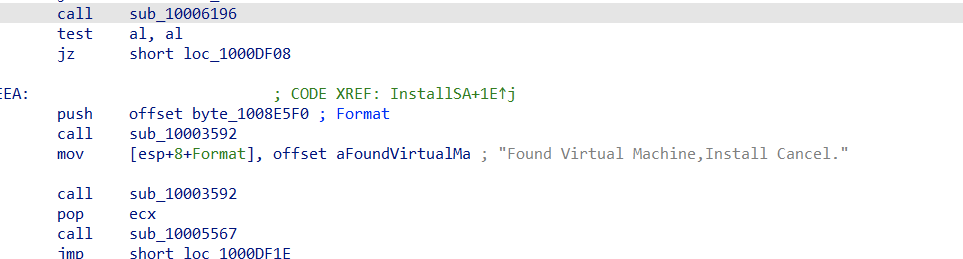 call sub_10006196
test al, al
jz short loc_1000DF08
EEA: ; CODE XREF: InstallSA+1E↑j
push offset byte_1008E5F0 ; Format
call sub_10003592
mov [esp+8+Format], offset aFoundVirtualMa ; "Found Virtual Machine,Install Cancel."
call sub_10003592
pop ecx
call sub_10005567
jmp short loc_1000DF1E